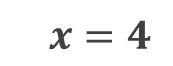 x = 4